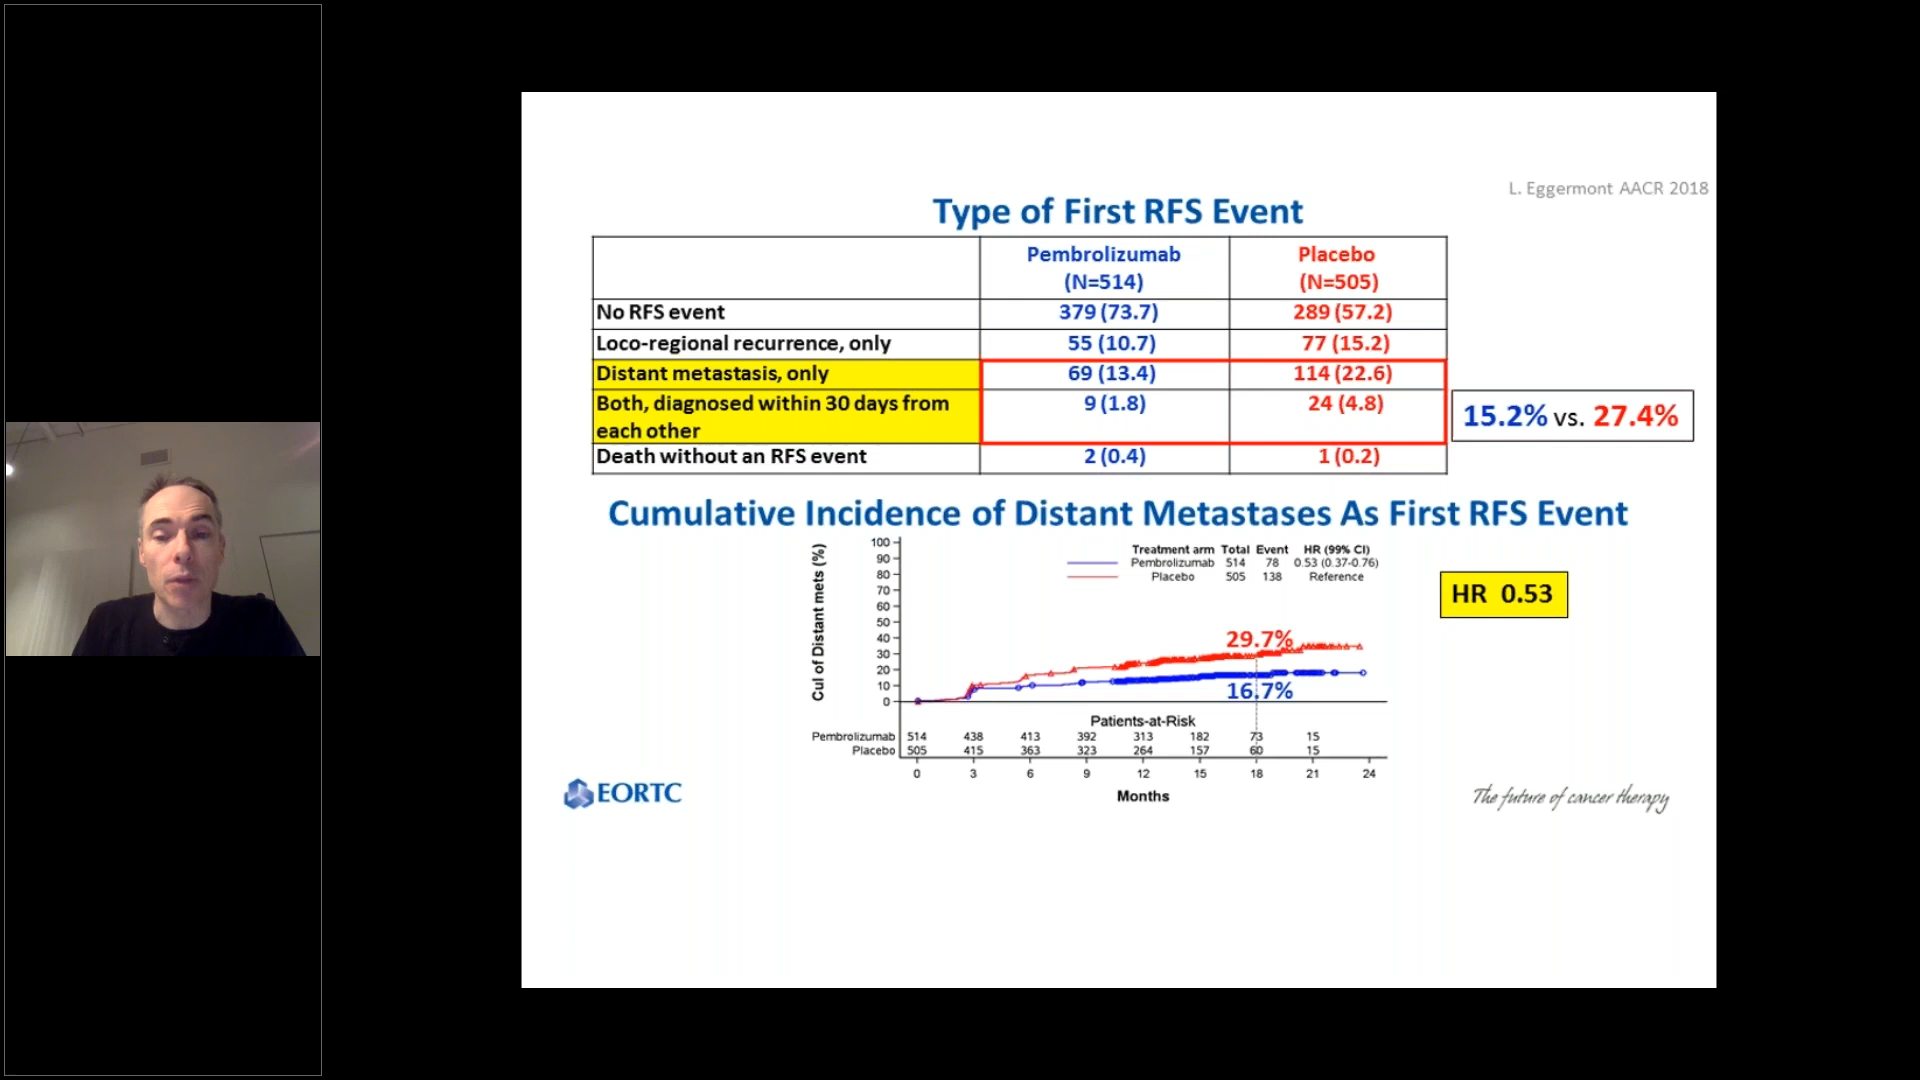 L. Eggermont AACR 2018
Type of First RFS Event
Pembrolizumab (N=514) Placebo (N=505)
No RFS event 379 (73.7) 289 (57.2)
Loco-regional recurrence, only 55 (10.7) 77 (15.2)
Distant metastasis, only 69 (13.4) 114 (22.6)
Both, diagnosed within 30 days from each other 9 (1.8) 24 (4.8)
15.2% vs. 27.4%
Death without an RFS event 2 (0.4) 1 (0.2)
Cumulative Incidence of Distant Metastases As First RFS Event
CuI of Distant mets (%)
100
90
80
70
60
50
40
30
20
10
0
Treatment arm Total Event HR (99% CI)
Pembrolizumab 514 78 0.53 (0.37-0.76)
Placebo 505 138 Reference
HR 0.53
29.7%
16.7%
Patients-at-Risk
Pembrolizumab 514 438 413 392 313 182 73 15
Placebo 505 415 363 323 264 157 60 15
0 3 6 9 12 15 18 21 24
Months
EORTC
The future of cancer therapy